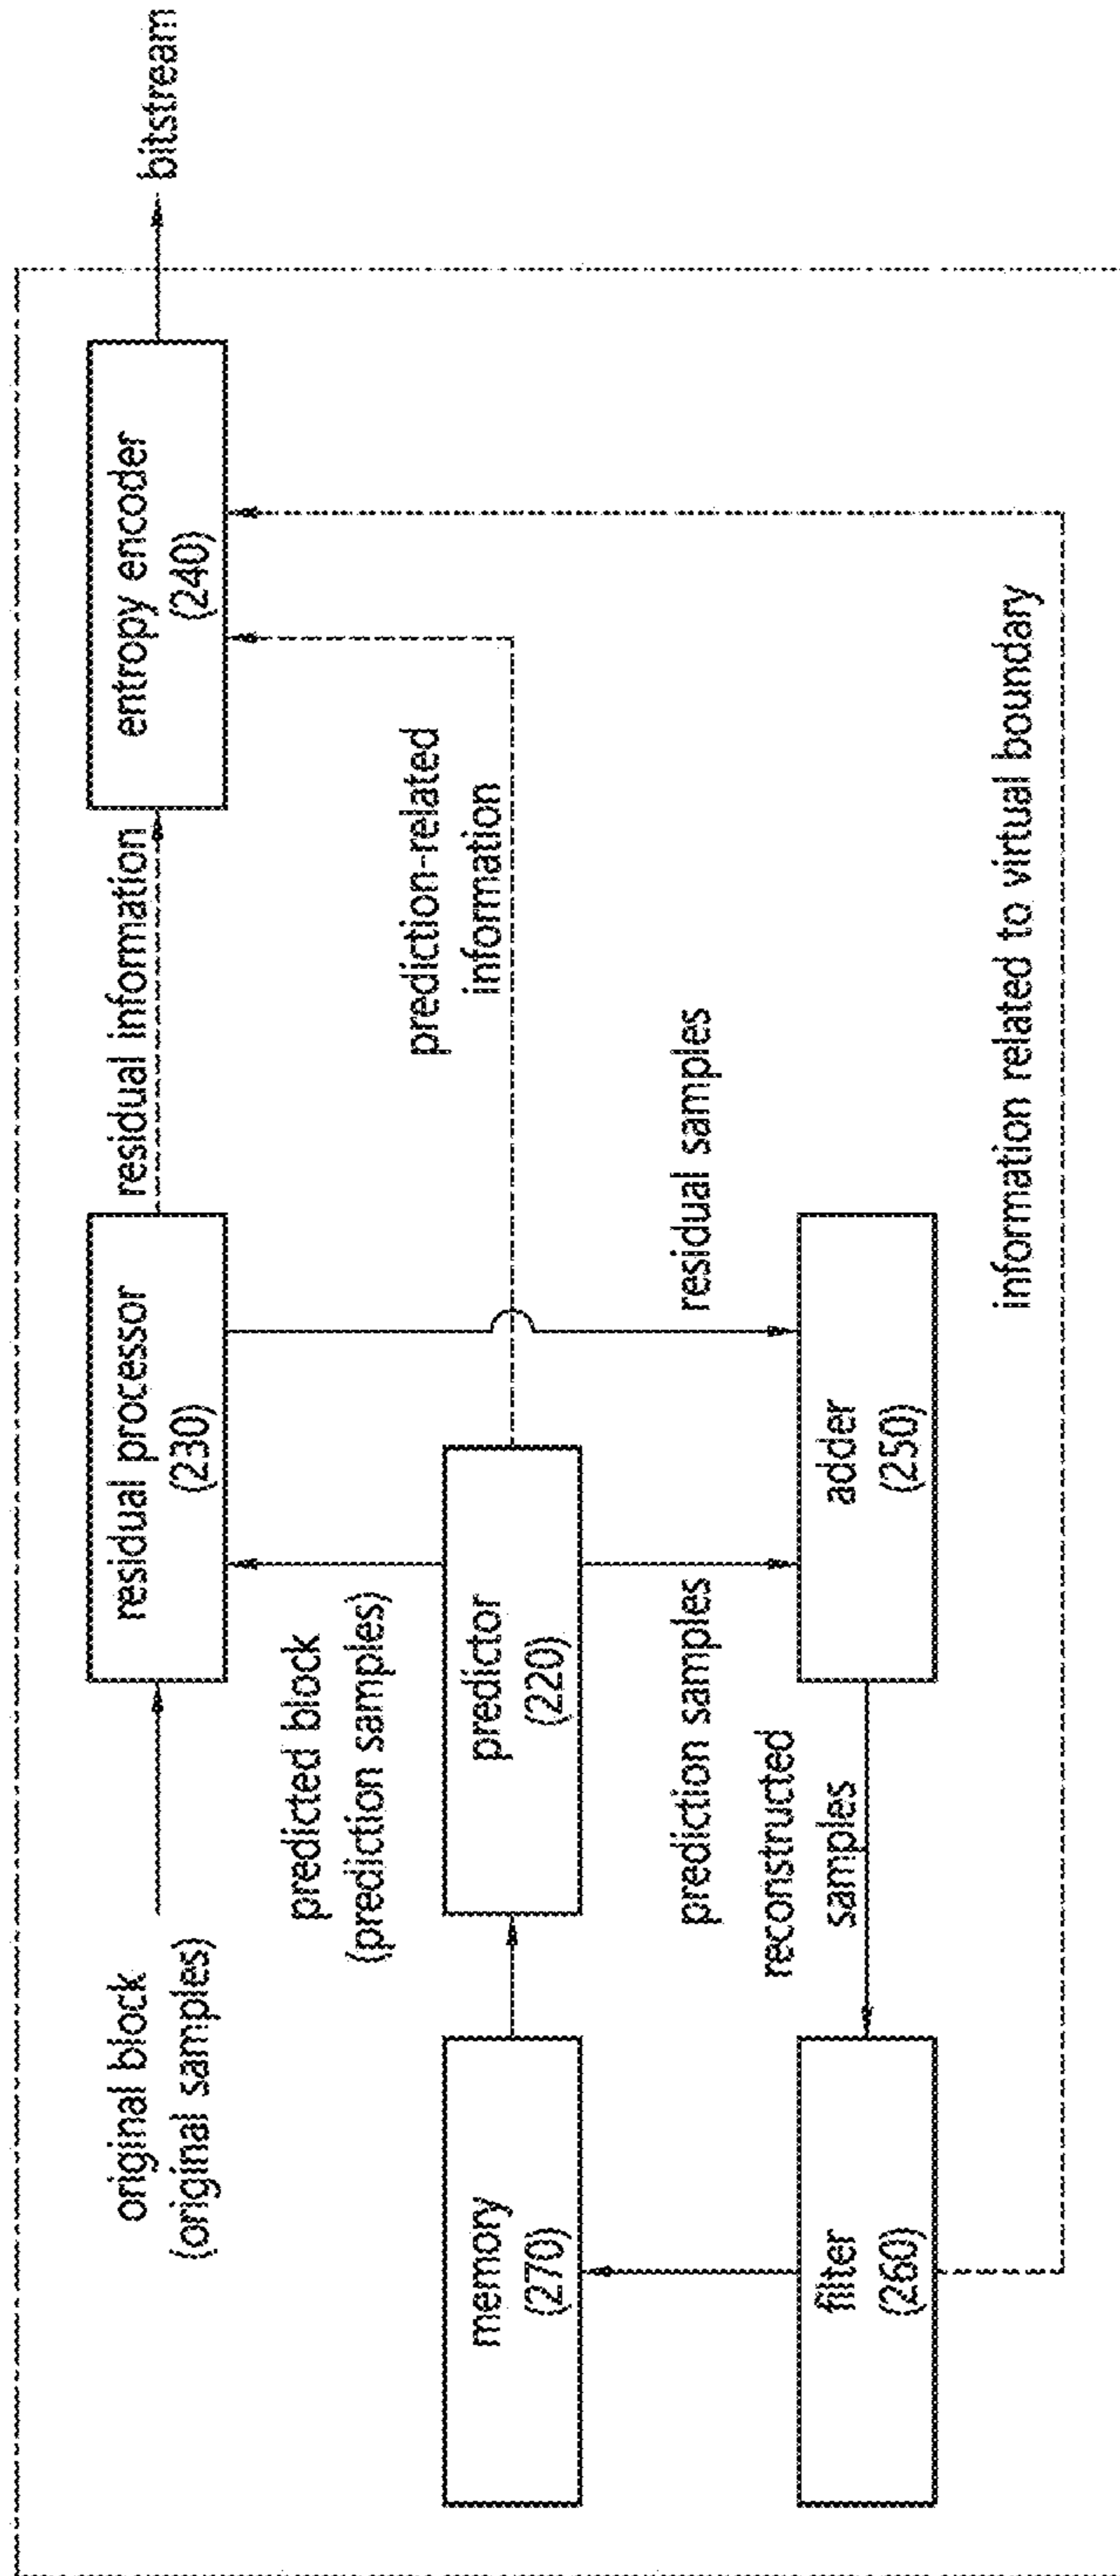 original block
(original samples)
residual processor
(230)
residual information
entropy encoder
(240)
bitstream
predicted block
(prediction samples)
prediction-related
information
memory
(270)
predictor
(220)
prediction samples
residual samples
reconstructed
samples
filter
(260)
adder
(250)
information related to virtual boundary